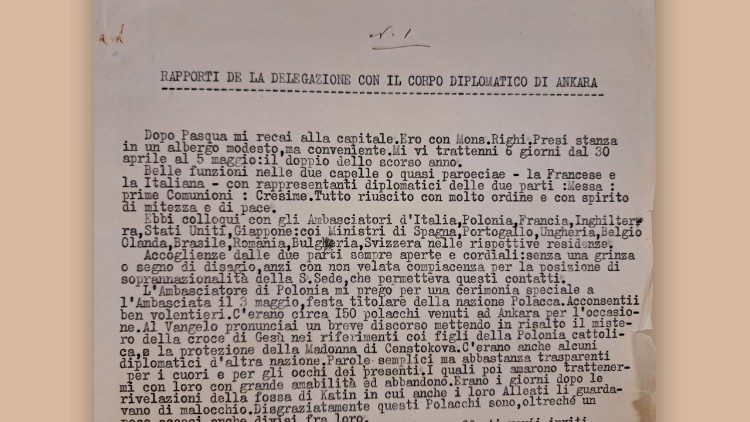 N. 1
RAPPORTI DE LA DELEGAZIONE CON IL CORPO DIPLOMATICO DI ANKARA
Dopo Pasqua mi recai alla capitale.Ero con Mons.Righi.Presi stanza
in un albergo modesto,ma conveniente.Mi vi trattenni 6 giorni dal 30
aprile al 5 maggio:il doppio dello scorso anno.
Belle funzioni nelle due capelle o quasi paroeciae - la Francese e
la Italiana - con rappresentanti diplomatici delle due parti :Messa :
prime Comunioni : Cresime.Tutto riuscito con molto ordine e con spirito
di mitezza e di pace.
Ebbi colloqui con gli Ambasciatori d'Italia,Polonia,Francia,Inghilter
ra,Stati Uniti,Giappone:coi Ministri di Spagna,Portogallo,Ungheria,Belgio
Olanda,Brasile,Romania,Bulgheria,Svizzera nelle rispettive residenze.
Accoglienze dalle due parti sempre aperte e cordiali:senza una grinza
o segno di disagio,anzi con non velata compiacenza per la posizione di
soprannazionalità della S.Sede,che permetteva questi contatti.
L'Ambasciatore di Polonia mi pregò per una cerimonia speciale a
l'Ambasciata il 3 maggio,festa titolare della nazione Polacca.Acconsentii
ben volentieri.C'erano circa I50 polacchi venuti ad Ankara per l'occasio-
ne.Al Vangelo pronunciai un breve discorso mettendo in risalto il miste-
ro della croce di Gesù nei riferimenti coi figli della Polonia cattoli-
ca,e la protezione della Madonna di Censtokova.C'erano anche alcuni
diplomatici d'altra nazione.Parole semplici ma abbastanza trasparenti
per i cuori e per gli occhi dei presenti.I quali poi amarono trattener-
mi con loro con grande amabilità ed abbandono.Erano i giorni dopo le
rivelazioni della fossa di Katin in cui anche i loro Alleati li guarda-
vano di malocchio.Disgraziatamente questi Polacchi sono,oltreché un
anche divisi fra loro.